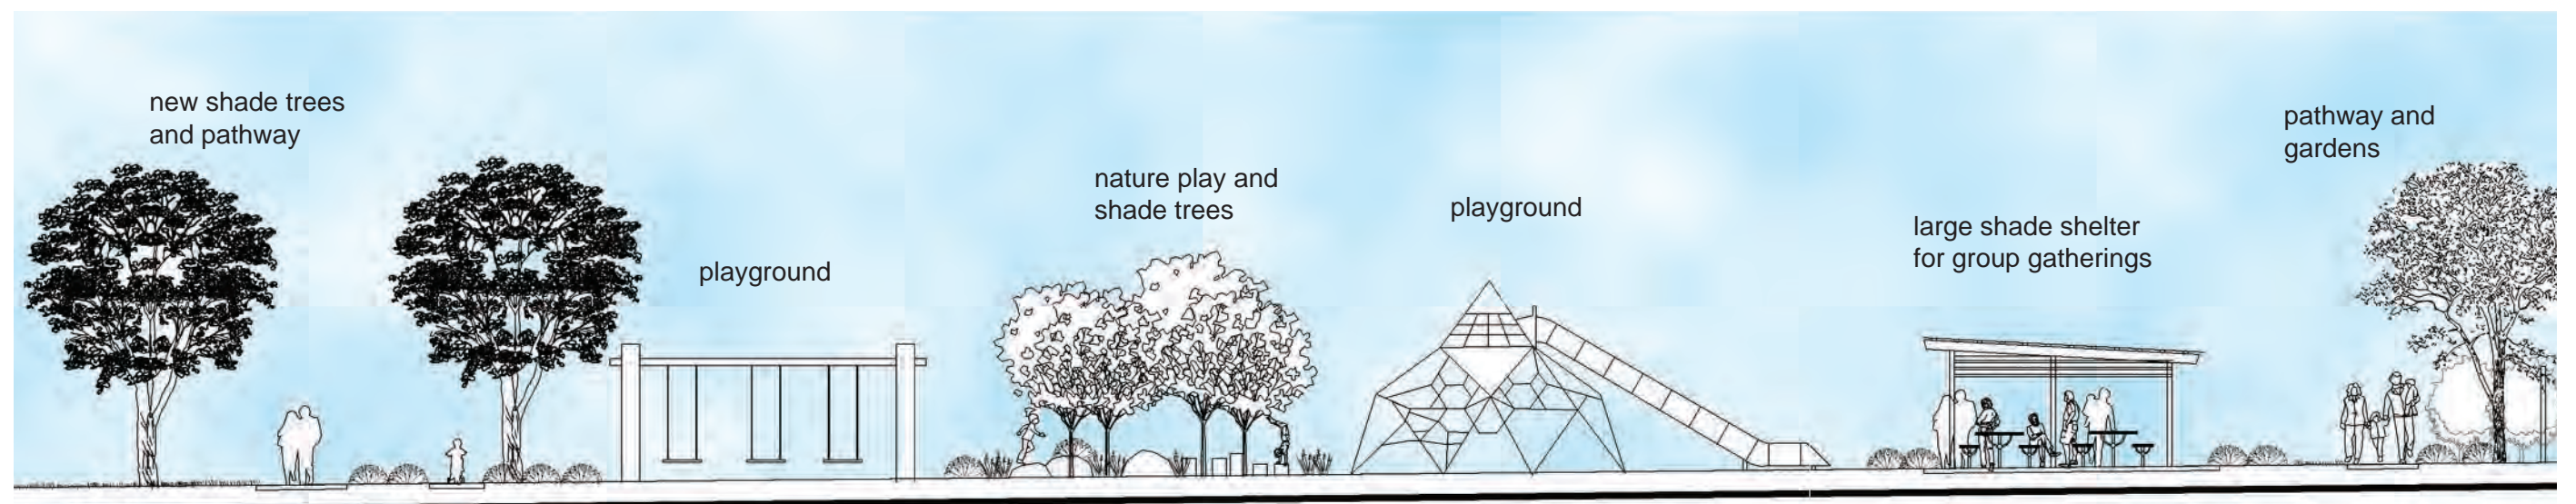 new shade trees
and pathway
playground
nature play and
shade trees
playground
large shade shelter
for group gatherings
pathway and
gardens